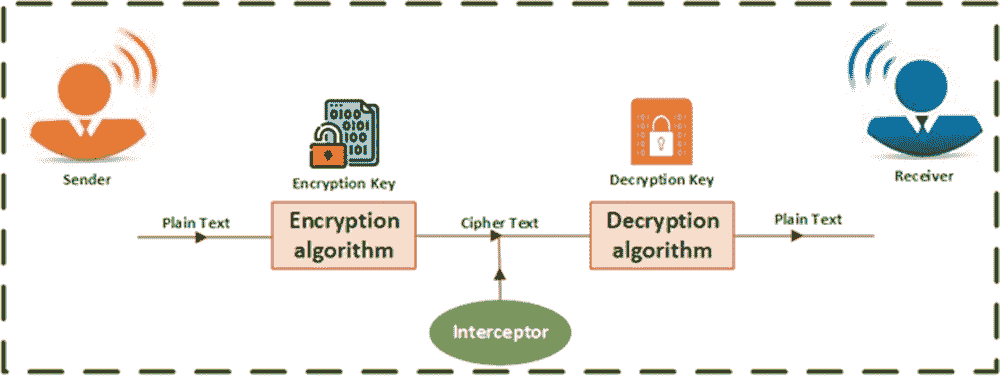 Sender
Encryption Key
Decryption Key
Receiver
Plain Text
Encryption
algorithm
Cipher Text
Decryption
algorithm
Plain Text
Interceptor